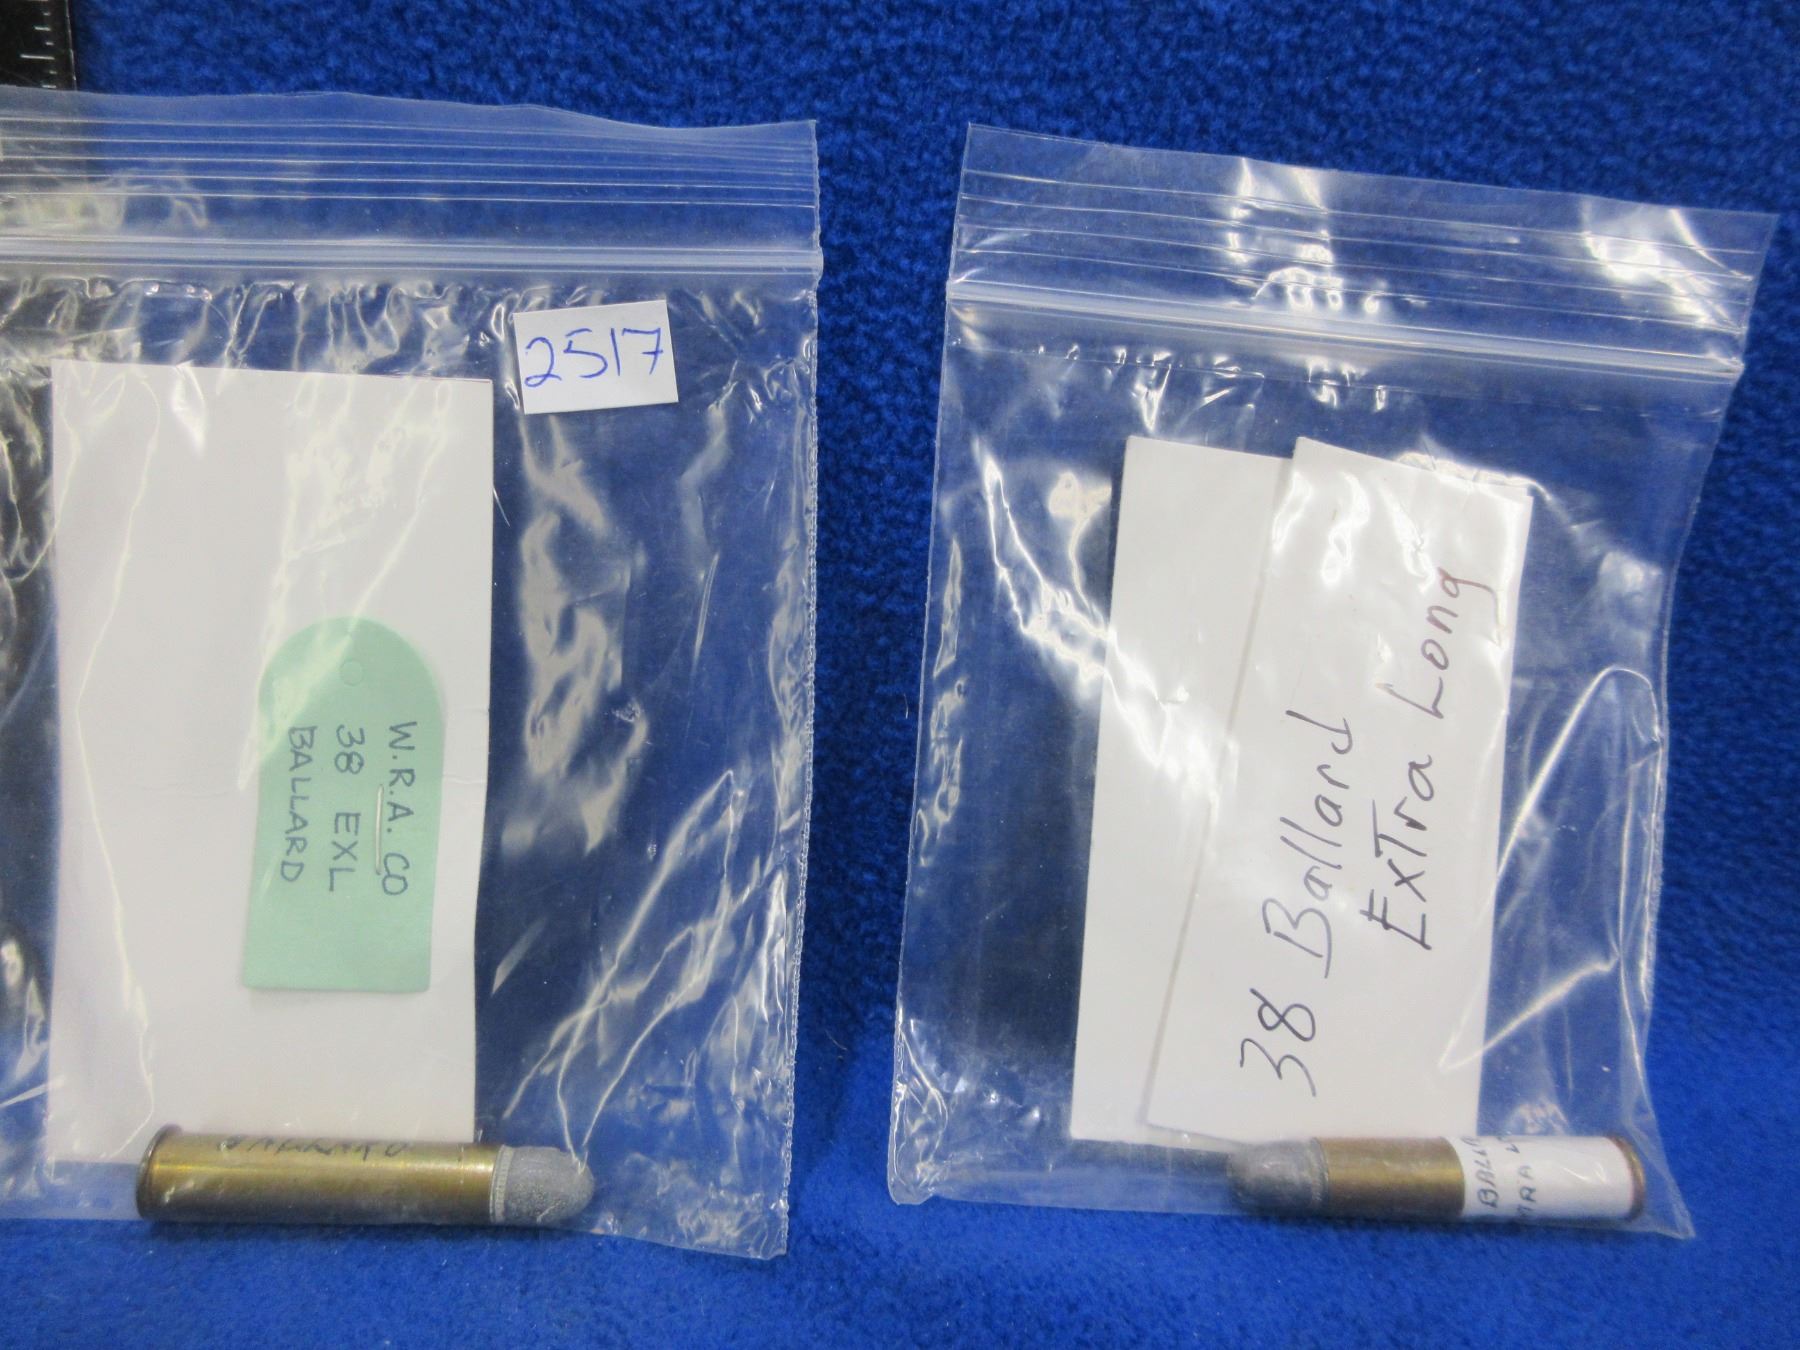 2517
W.R.A. CO
38 EXL
BALLARD
38 Ballard
ExTra Long